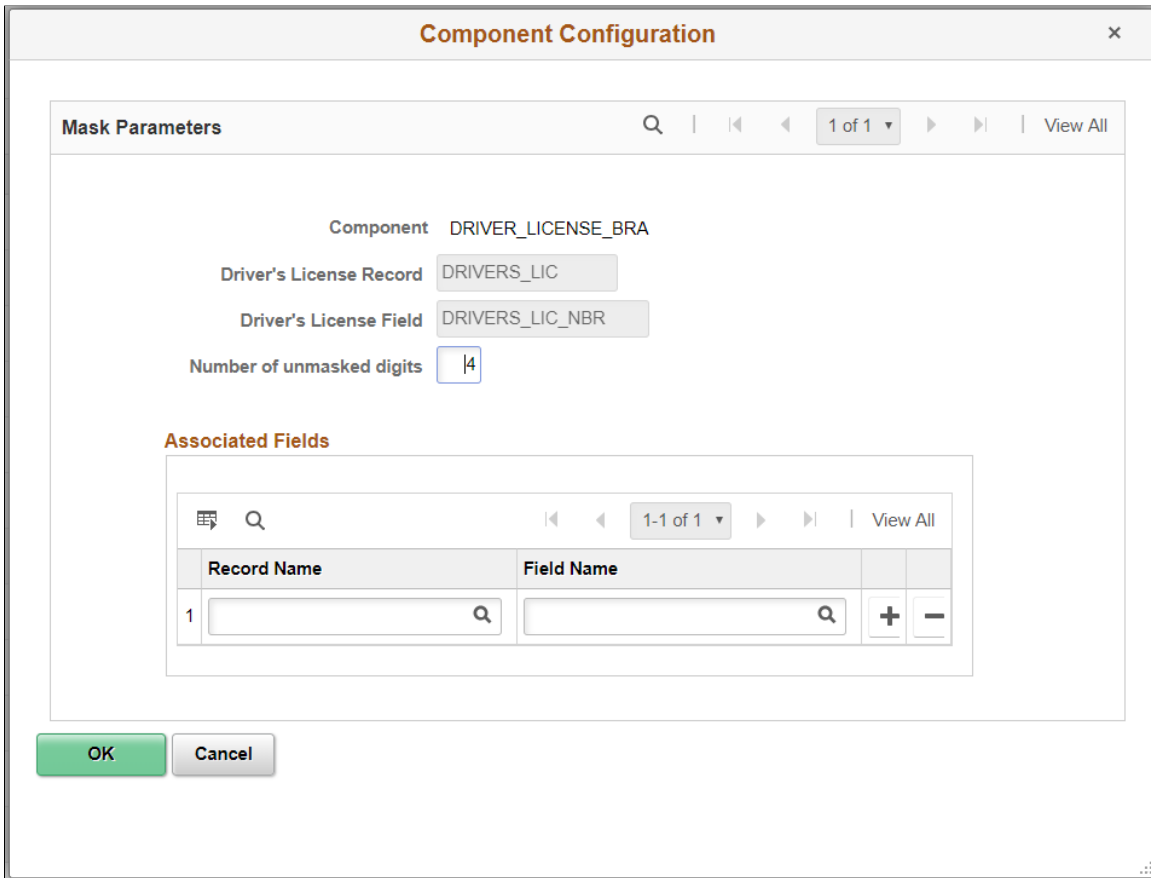 Component Configuration ×
Mask Parameters 1 of 1 View All
Component DRIVER_LICENSE_BRA
Driver's License Record DRIVERS_LIC
Driver's License Field DRIVERS_LIC_NBR
Number of unmasked digits 4
Associated Fields
1-1 of 1 View All
Record Name Field Name
1
OK Cancel